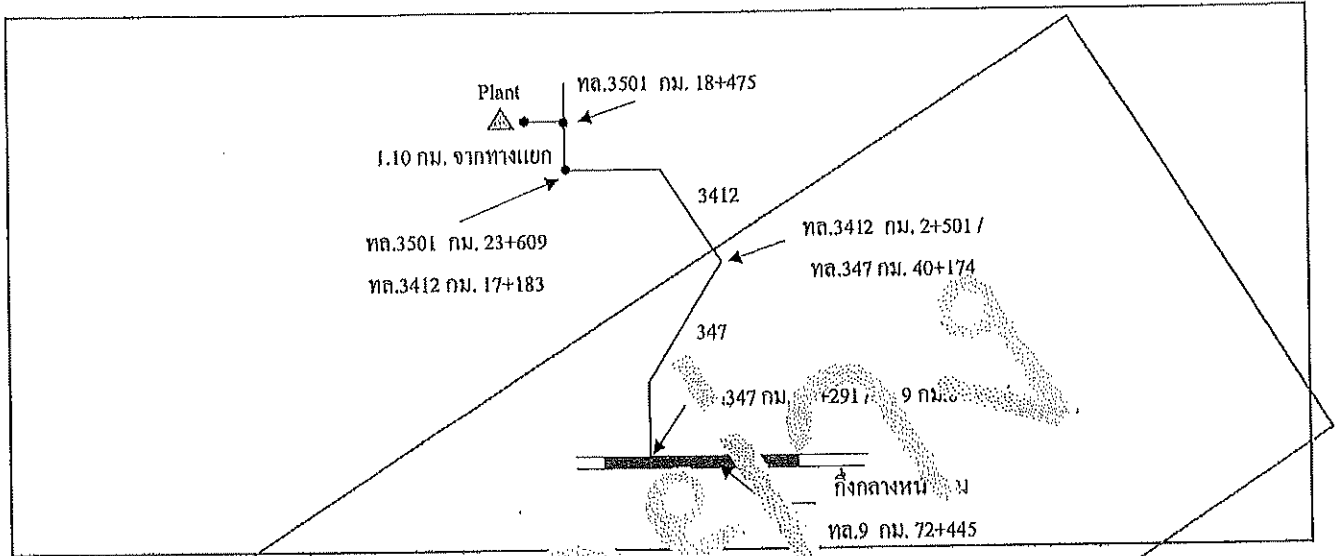 Plant
ทล.3501 กม. 18+475
1.10 กม. จากทางแยก
3412
ทล.3501 กม. 23+609
ทล.3412 กม. 17+183
ทล.3412 กม. 2+501 /
ทล.347 กม. 40+174
347
347 กม. +291 / 9 กม.
กึ่งกลางหน
ทล.9 กม. 72+445